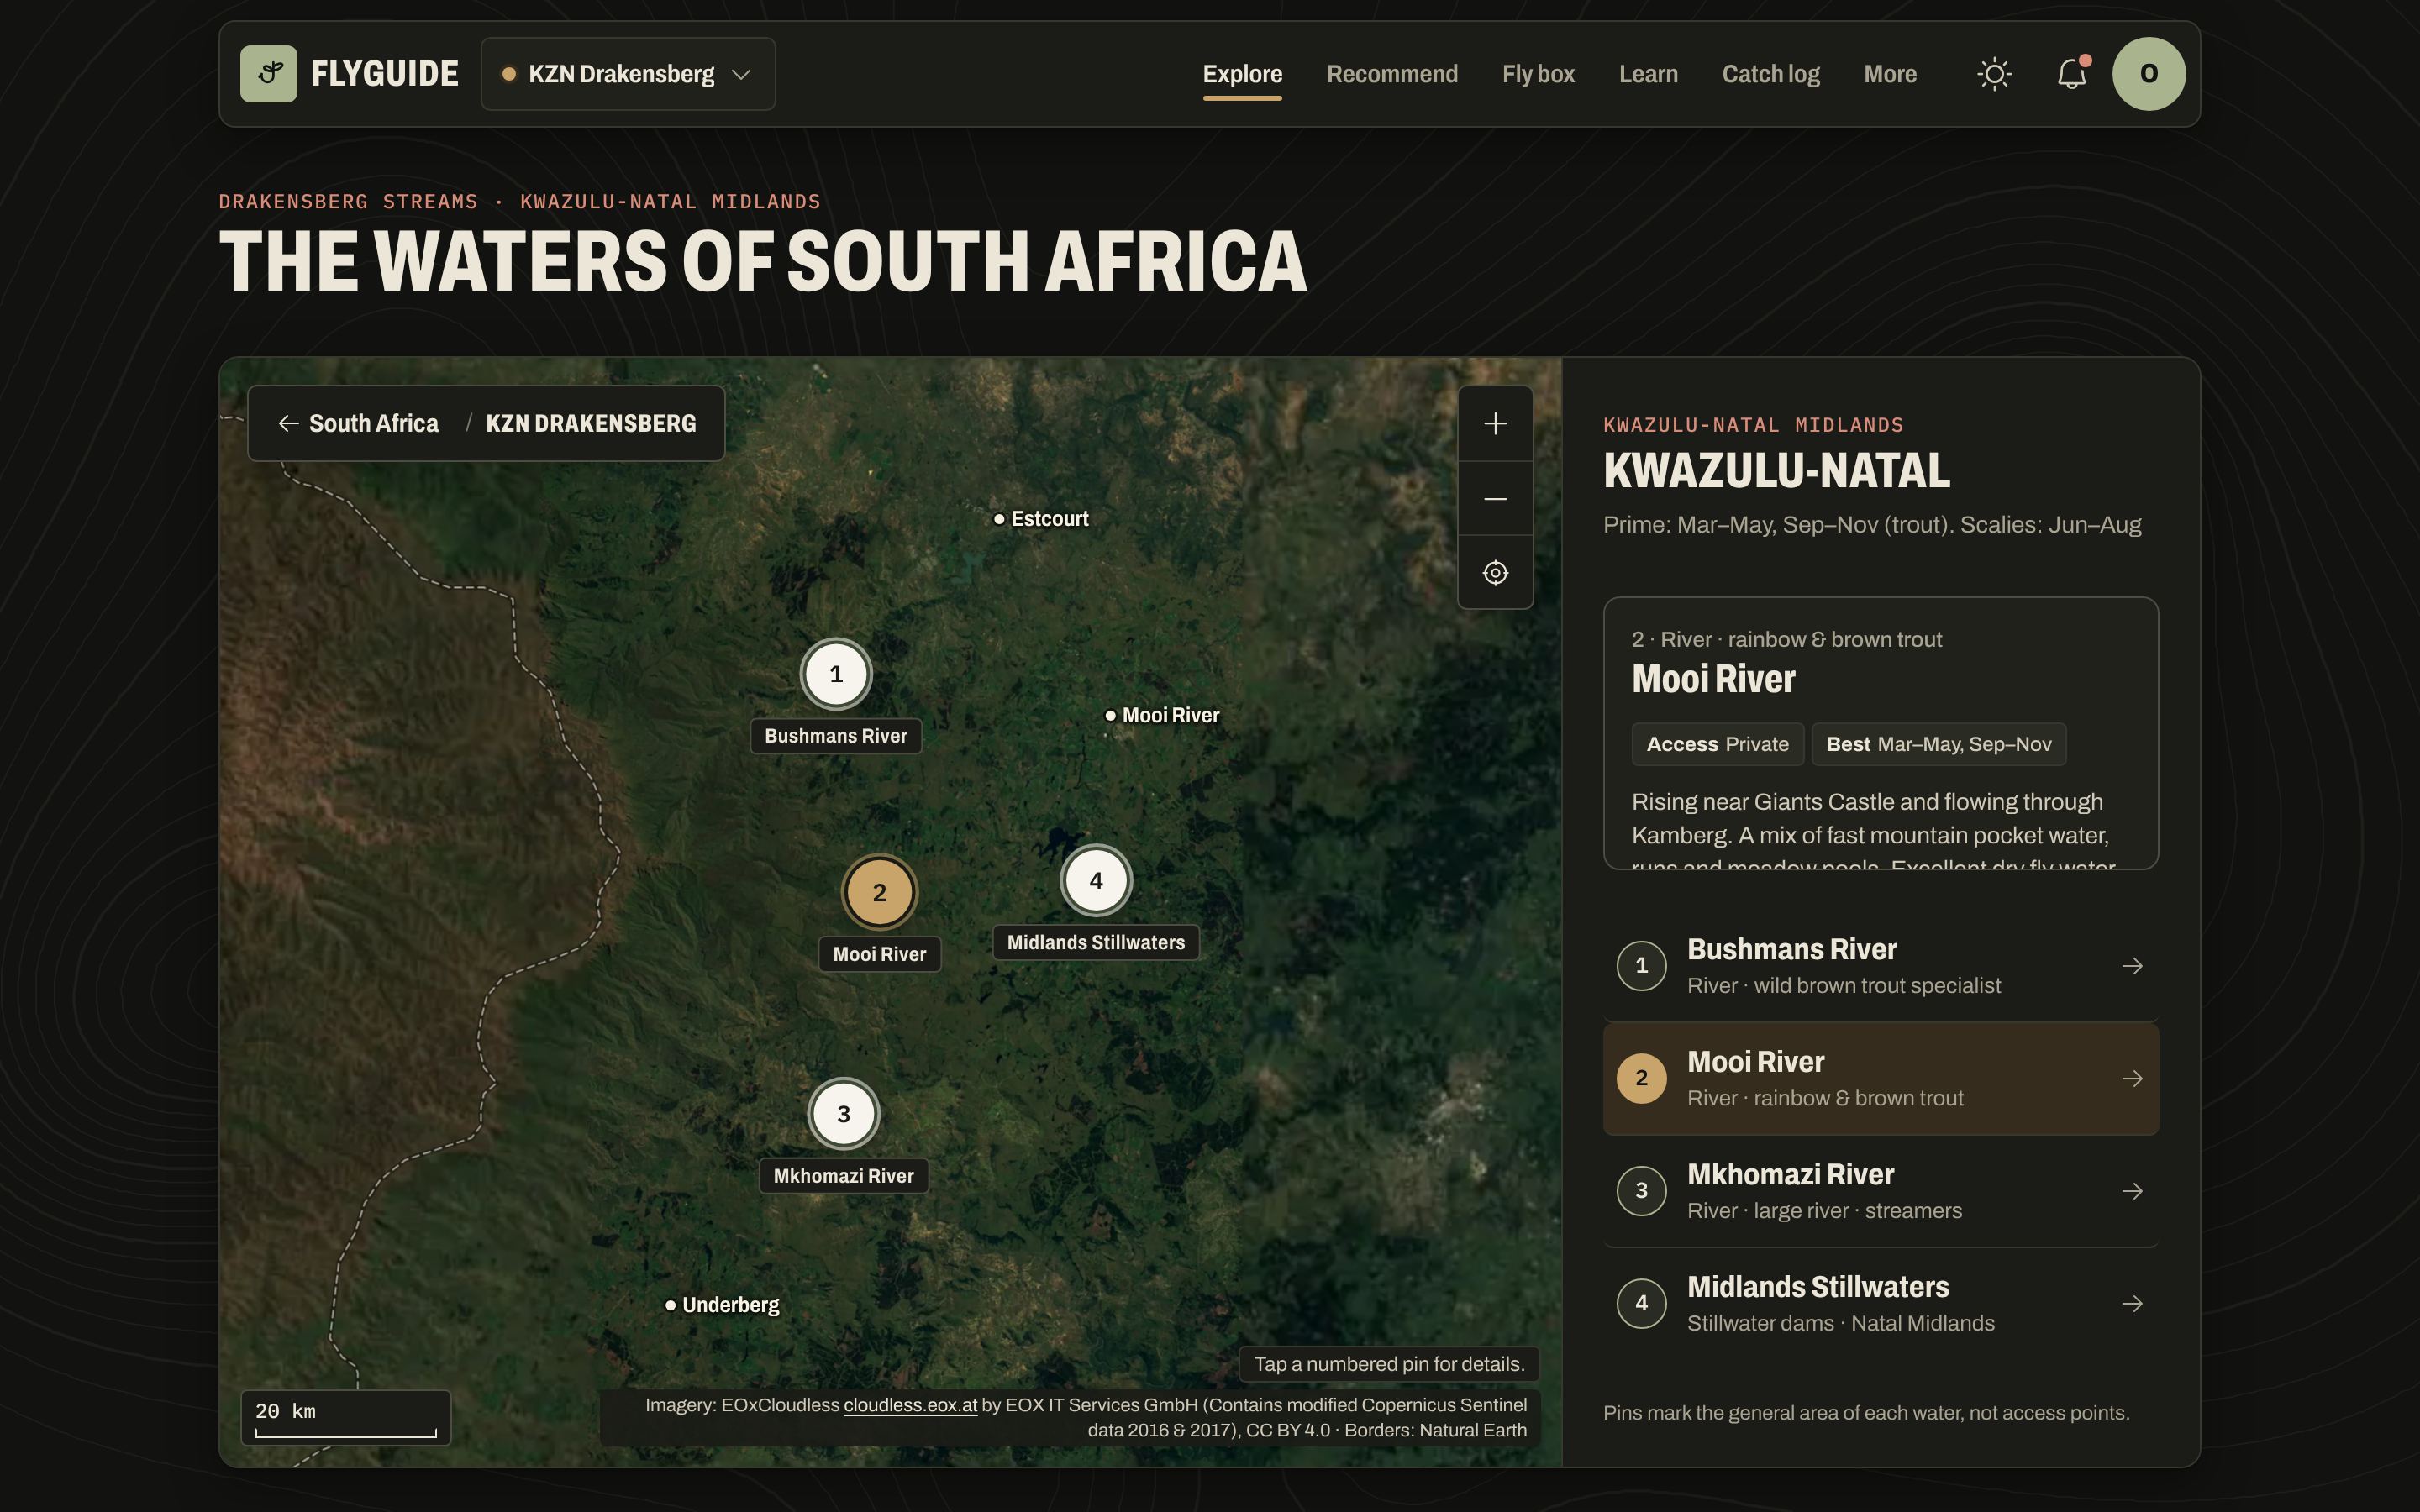 FLYGUIDE
KZN Drakensberg
Explore
Recommend
Fly box
Learn
Catch log
More
O
DRAKENSBERG STREAMS · KWAZULU-NATAL MIDLANDS
THE WATERS OF SOUTH AFRICA
South Africa / KZN DRAKENSBERG
Estcourt
1
Bushmans River
Mooi River
2
Mooi River
4
Midlands Stillwaters
3
Mkhomazi River
Underberg
Tap a numbered pin for details.
20 km
Imagery: EOxCloudless cloudless.eox.at by EOX IT Services GmbH (Contains modified Copernicus Sentinel
data 2016 & 2017), CC BY 4.0 · Borders: Natural Earth
KWAZULU-NATAL MIDLANDS
KWAZULU-NATAL
Prime: Mar–May, Sep–Nov (trout). Scalies: Jun–Aug
2 · River · rainbow & brown trout
Mooi River
Access Private
Best Mar–May, Sep–Nov
Rising near Giants Castle and flowing through
Kamberg. A mix of fast mountain pocket water,
runs and meadow pools. Excellent dry fly water
1
Bushmans River
River · wild brown trout specialist
2
Mooi River
River · rainbow & brown trout
3
Mkhomazi River
River · large river · streamers
4
Midlands Stillwaters
Stillwater dams · Natal Midlands
Pins mark the general area of each water, not access points.